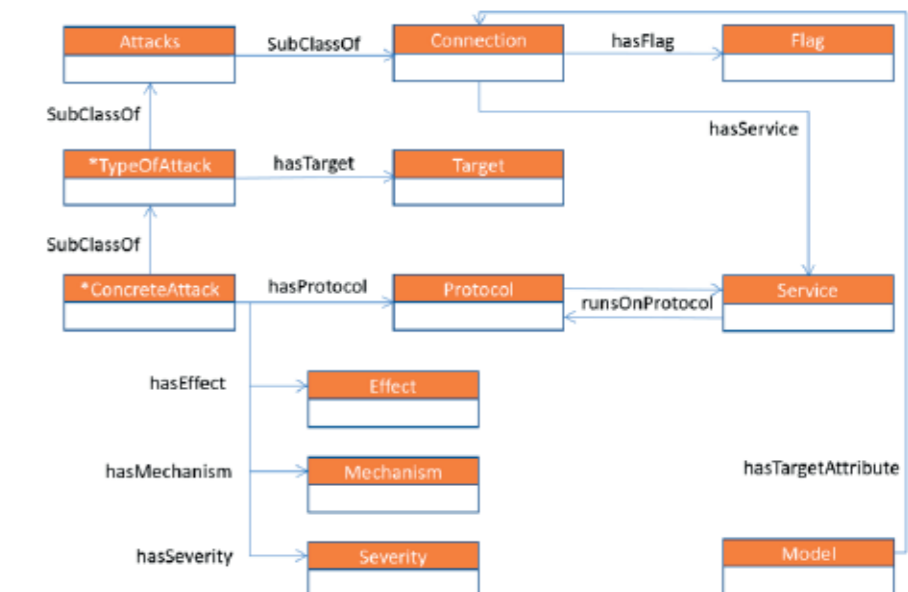 Attacks
SubClassOf
Connection
hasFlag
Flag
SubClassOf
hasService
*TypeOfAttack
hasTarget
Target
SubClassOf
*ConcreteAttack
hasProtocol
Protocol
runsOnProtocol
Service
hasEffect
Effect
hasMechanism
Mechanism
hasTargetAttribute
hasSeverity
Severity
Model